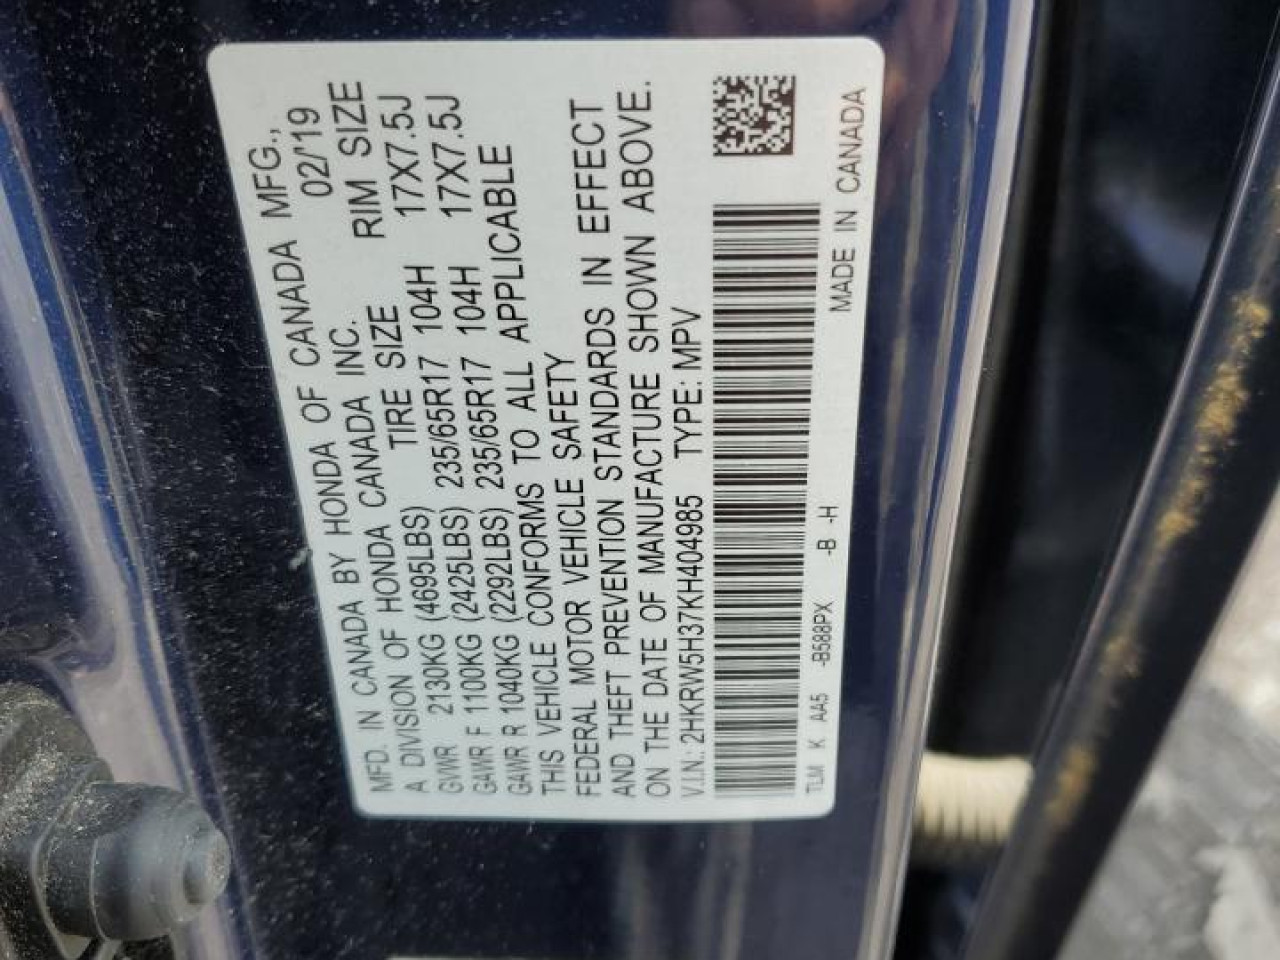 MFD. IN CANADA BY HONDA OF CANADA MFG.,
A DIVISION OF HONDA CANADA INC. 02/'19
GVWR 2130KG (4695LBS) TIRE SIZE RIM SIZE
GAWR F 1100KG (2425LBS) 235/65R17 104H 17X7.5J
GAWR R 1040KG (2292LBS) 235/65R17 104H 17X7.5J
THIS VEHICLE CONFORMS TO ALL APPLICABLE
FEDERAL MOTOR VEHICLE SAFETY
AND THEFT PREVENTION STANDARDS IN EFFECT
ON THE DATE OF MANUFACTURE SHOWN ABOVE.
V.I.N.: 2HKRW5H37KH404985 TYPE: MPV
TLM K AA5 -B588PX -B -H MADE IN CANADA